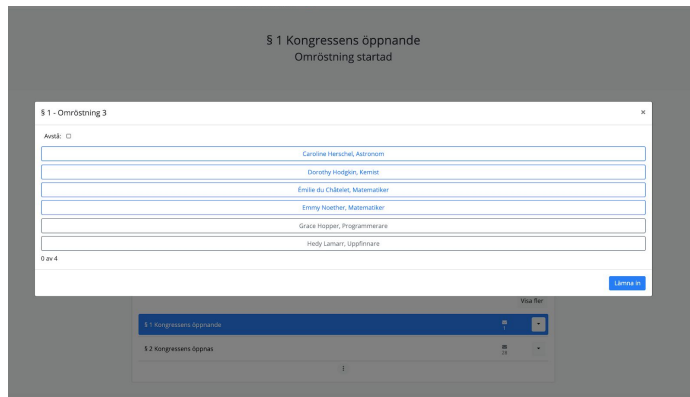 § 1 Kongressens öppnande
Omröstning startad
§ 1 - Omröstning 3
×
Avstå:
Caroline Herschel, Astronom
Dorothy Hodgkin, Kemist
Émilie du Châtelet, Matematiker
Emmy Noether, Matematiker
Grace Hopper, Programmerare
Hedy Lamarr, Uppfinnare
0 av 4
Lämna in
Visa fler
§ 1 Kongressens öppnande
1
§ 2 Kongressens öppnas